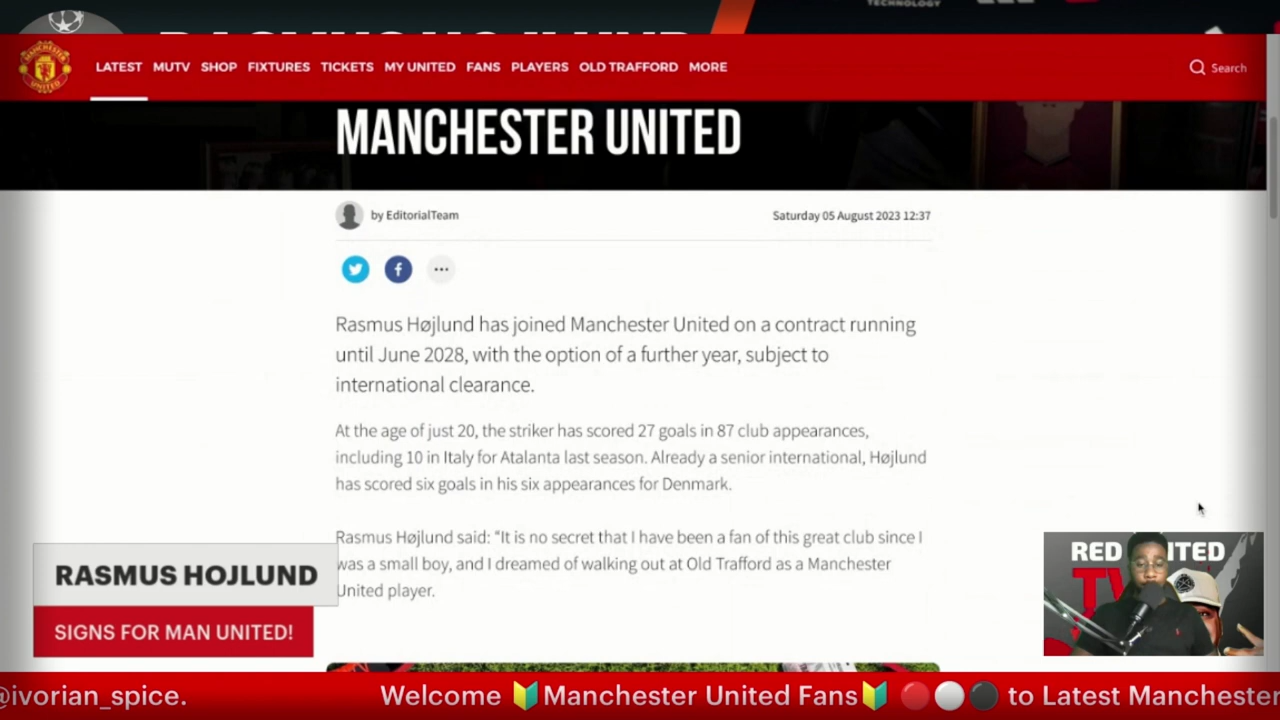 TECHNOLOGY
RASMUS HOJLUND
LATEST MUTV SHOP FIXTURES TICKETS MY UNITED FANS PLAYERS OLD TRAFFORD MORE
Search
MANCHESTER UNITED
by EditorialTeam
Saturday 05 August 2023 12:37
Rasmus Højlund has joined Manchester United on a contract running
until June 2028, with the option of a further year, subject to
international clearance.
At the age of just 20, the striker has scored 27 goals in 87 club appearances,
including 10 in Italy for Atalanta last season. Already a senior international, Højlund
has scored six goals in his six appearances for Denmark.
Rasmus Højlund said: “It is no secret that I have been a fan of this great club since I
was a small boy, and I dreamed of walking out at Old Trafford as a Manchester
United player.
RASMUS HOJLUND
SIGNS FOR MAN UNITED!
RED
ITED
TV
@ivorian_spice. Welcome 🔰Manchester United Fans🔰 🔴⚪⚫ to Latest Manchester